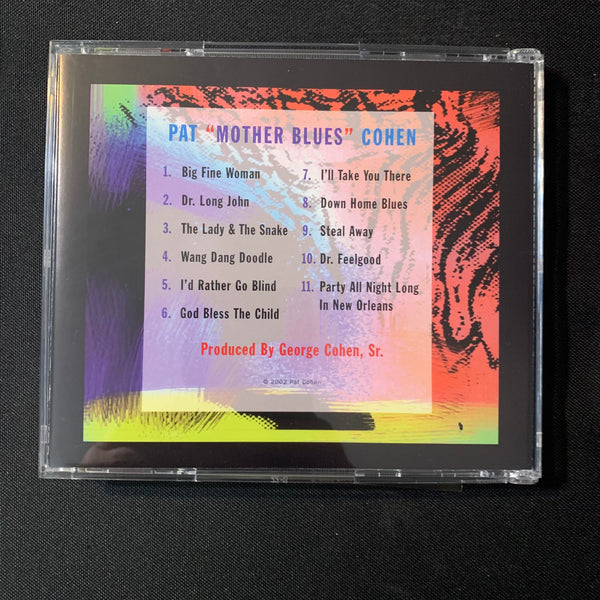 PAT "MOTHER BLUES" COHEN
1. Big Fine Woman
2. Dr. Long John
3. The Lady & The Snake
4. Wang Dang Doodle
5. I'd Rather Go Blind
6. God Bless The Child
7. I'll Take You There
8. Down Home Blues
9. Steal Away
10. Dr. Feelgood
11. Party All Night Long
In New Orleans
Produced By George Cohen, Sr.
© 2002 Pat Cohen